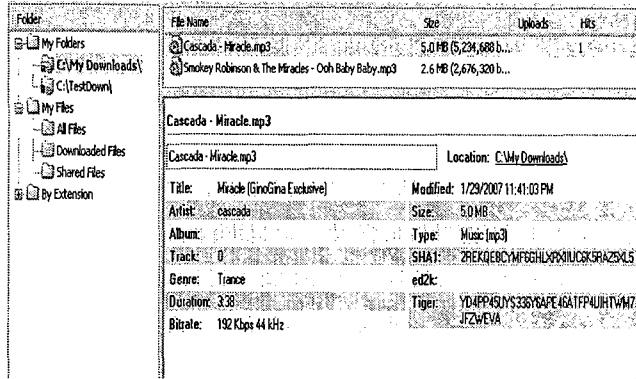 Folder
My Folders
C:\My Downloads\
C:\TestDown\
My Files
All Files
Downloaded Files
Shared Files
By Extension
File Name Size Uploads Hits
Cascada - Miracle.mp3 5.0 MB (5,234,688 b... 1
Smokey Robinson & The Miracles - Ooh Baby Baby.mp3 2.6 MB (2,676,320 b...
Cascada - Miracle.mp3
Cascada - Miracle.mp3 Location: C:\My Downloads\
Title: Miracle (GinoGina Exclusive) Modified: 1/29/2007 11:41:03 PM
Artist: cascada Size: 5.0 MB
Album: Type: Music (mp3)
Track: 0 SHA1:
Genre: Trance ed2k:
Duration: 3:38 Tiger:
JFZWEVA
Bitrate: 192 Kbps 44 kHz